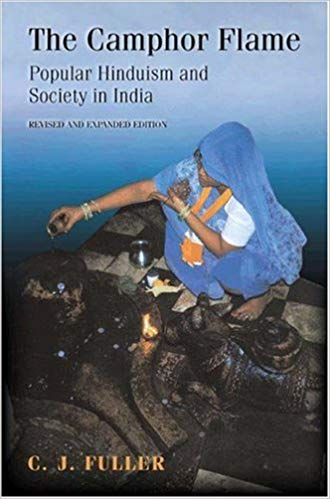 The Camphor Flame
Popular Hinduism and
Society in India
REVISED AND EXPANDED EDITION
C. J. FULLER